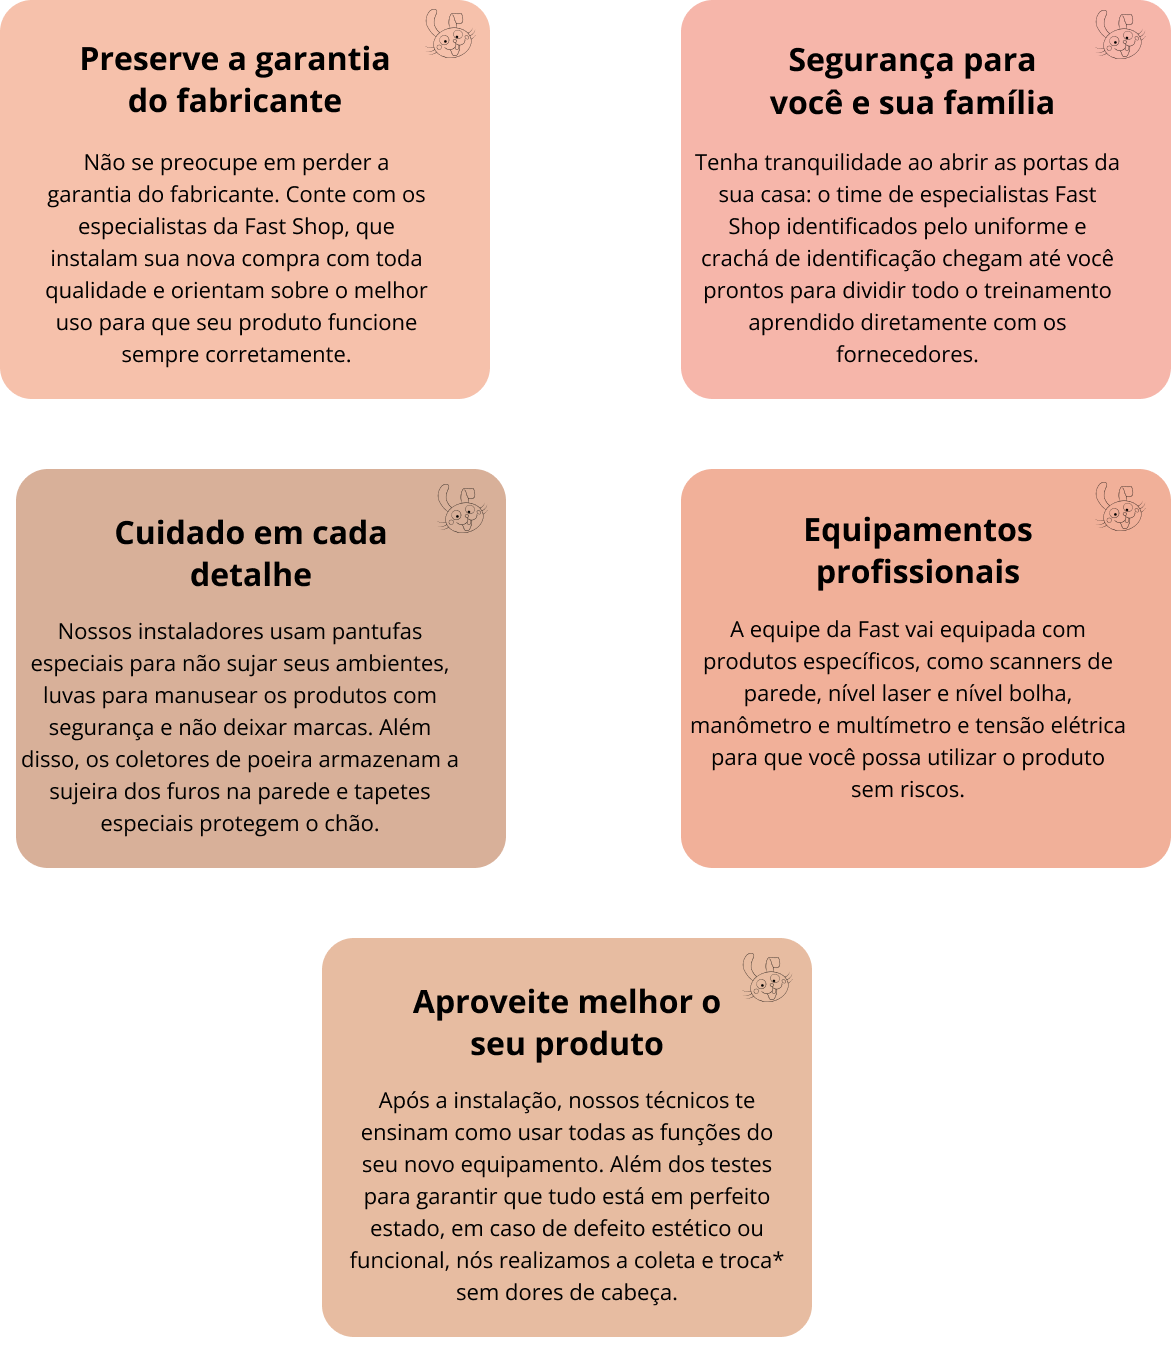 Preserve a garantia
do fabricante
Não se preocupe em perder a
garantia do fabricante. Conte com os
especialistas da Fast Shop, que
instalam sua nova compra com toda
qualidade e orientam sobre o melhor
uso para que seu produto funcione
sempre corretamente.
Segurança para
você e sua família
Tenha tranquilidade ao abrir as portas da
sua casa: o time de especialistas Fast
Shop identificados pelo uniforme e
crachá de identificação chegam até você
prontos para dividir todo o treinamento
aprendido diretamente com os
fornecedores.
Cuidado em cada
detalhe
Nossos instaladores usam pantufas
especiais para não sujar seus ambientes,
luvas para manusear os produtos com
segurança e não deixar marcas. Além
disso, os coletores de poeira armazenam a
sujeira dos furos na parede e tapetes
especiais protegem o chão.
Equipamentos
profissionais
A equipe da Fast vai equipada com
produtos específicos, como scanners de
parede, nível laser e nível bolha,
manômetro e multímetro e tensão elétrica
para que você possa utilizar o produto
sem riscos.
Aproveite melhor o
seu produto
Após a instalação, nossos técnicos te
ensinam como usar todas as funções do
seu novo equipamento. Além dos testes
para garantir que tudo está em perfeito
estado, em caso de defeito estético ou
funcional, nós realizamos a coleta e troca*
sem dores de cabeça.